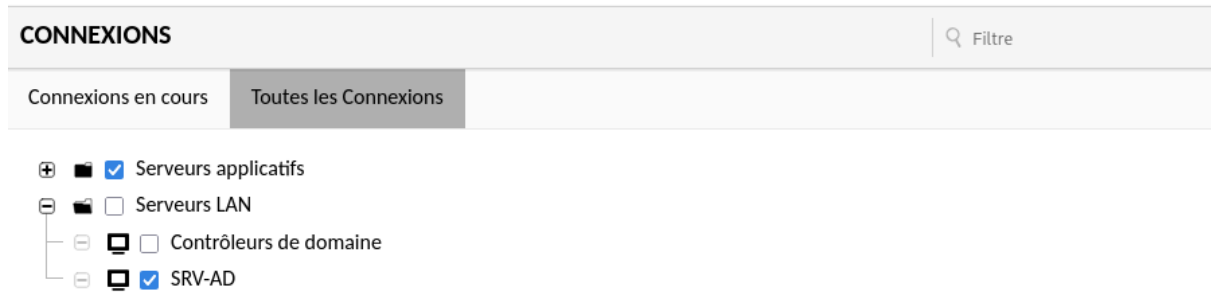 CONNEXIONS
Filtre
Connexions en cours
Toutes les Connexions
Serveurs applicatifs
Serveurs LAN
Contrôleurs de domaine
SRV-AD